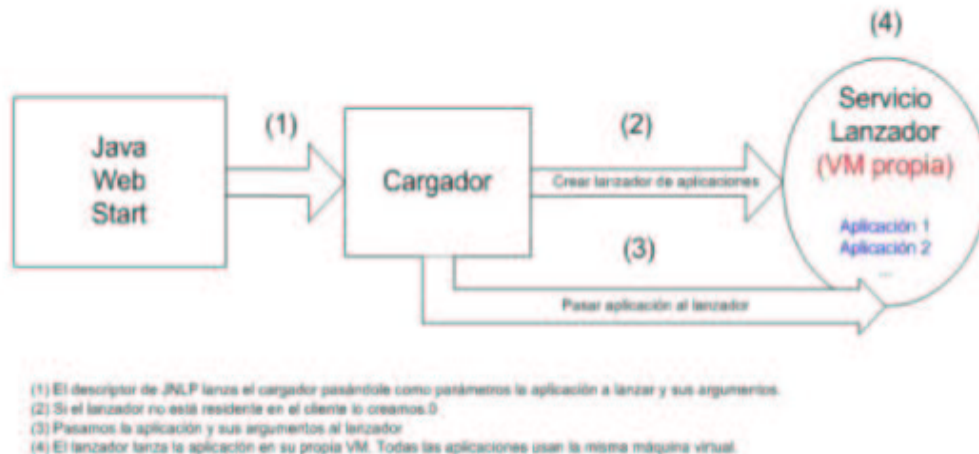 (4)
Java
Web
Start
(1)
Cargador
(2)
Crear lanzador de aplicaciones
Servicio
Lanzador
(VM propia)
Aplicación 1
Aplicación 2
...
(3)
Pasar aplicación al lanzador
(1) El descriptor de JNLP lanza el cargador pasándole como parámetros la aplicación a lanzar y sus argumentos.
(2) Si el lanzador no está residente en el cliente lo creamos.0
(3) Pasamos la aplicación y sus argumentos al lanzador
(4) El lanzador lanza la aplicación en su propia VM. Todas las aplicaciones usan la misma máquina virtual.